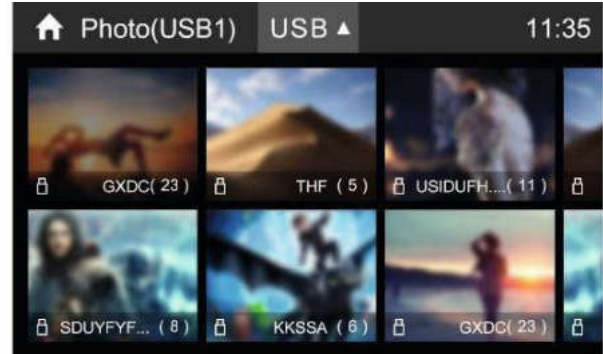 Photo(USB1) USB▲ 11:35
GXDC( 23 ) THF ( 5 ) USIDUFH....( 11 )
SDUYFYF... ( 8 ) KKSSA ( 6 ) GXDC( 23 )